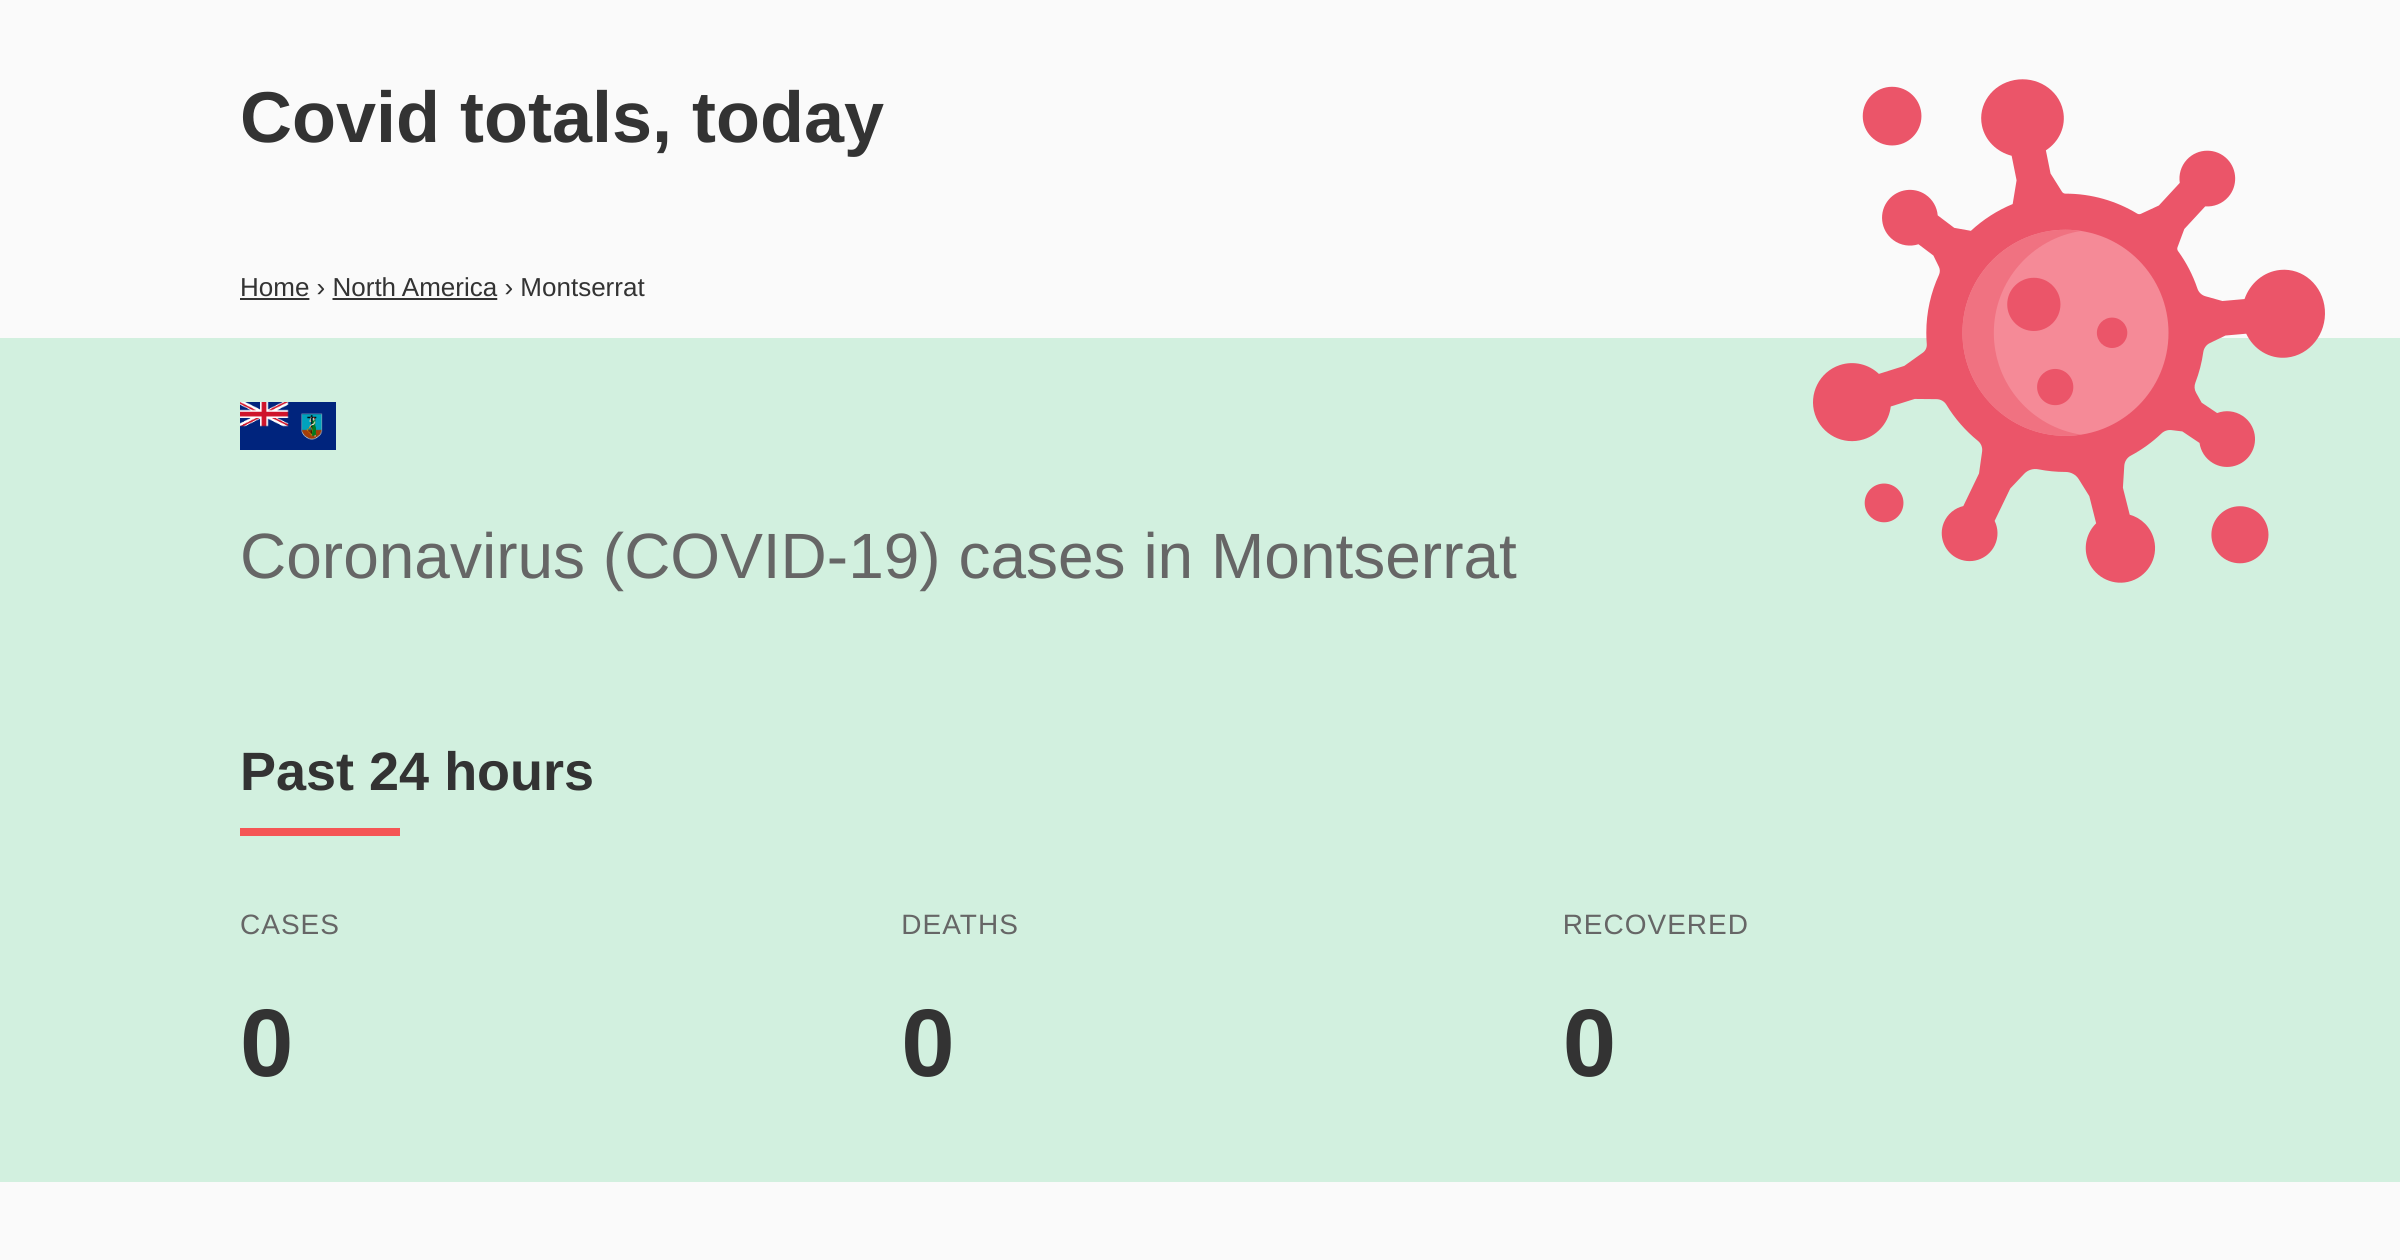 Covid totals, today
Home › North America › Montserrat
Coronavirus (COVID-19) cases in Montserrat
Past 24 hours
CASES DEATHS RECOVERED
0 0 0